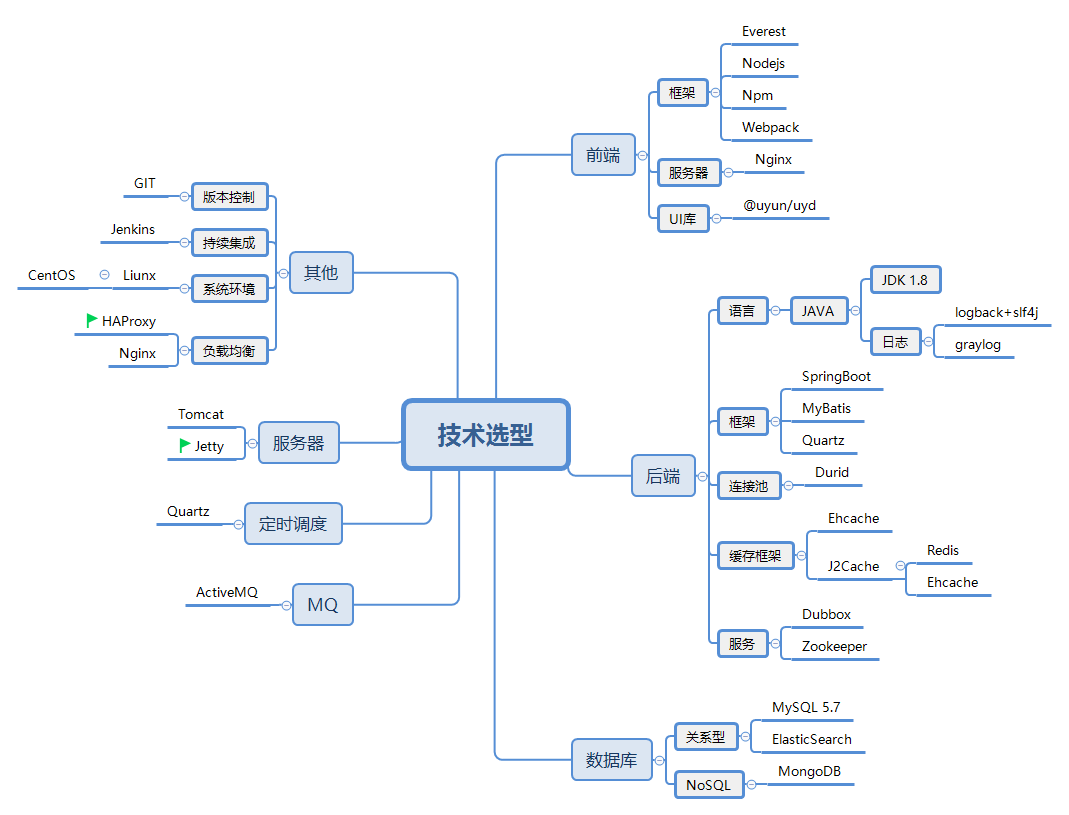 技术选型
前端
框架
Everest
Nodejs
Npm
Webpack
服务器
Nginx
UI库
@uyun/uyd
后端
语言
JAVA
JDK 1.8
日志
logback+slf4j
graylog
框架
SpringBoot
MyBatis
Quartz
连接池
Durid
缓存框架
Ehcache
J2Cache
Redis
Ehcache
服务
Dubbox
Zookeeper
数据库
关系型
MySQL 5.7
ElasticSearch
NoSQL
MongoDB
其他
版本控制
GIT
持续集成
Jenkins
系统环境
Liunx
CentOS
负载均衡
HAProxy
Nginx
服务器
Tomcat
Jetty
定时调度
Quartz
MQ
ActiveMQ